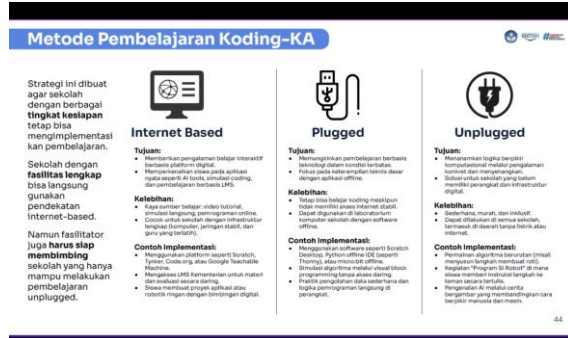 Metode Pembelajaran Koding-KA
Strategi ini dibuat
agar sekolah
dengan berbagai
tingkat kesiapan
tetap bisa
mengimplementasi
kan pembelajaran.
Sekolah dengan
fasilitas lengkap
bisa langsung
gunakan
pendekatan
internet-based.
Namun fasilitator
juga harus siap
membimbing
sekolah yang hanya
mampu melakukan
pembelajaran
unplugged.
Internet Based
Tujuan:
• Memberikan pengalaman belajar interaktif
berbasis platform digital.
• Memperkenalkan siswa pada aplikasi
nyata seperti AI tools, simulasi coding,
dan pembelajaran berbasis LMS.
Kelebihan:
• Kaya sumber belajar: video tutorial,
simulasi langsung, pemrograman online.
• Cocok untuk sekolah dengan infrastruktur
lengkap (komputer, jaringan stabil, dan
guru yang terlatih).
Contoh Implementasi:
• Menggunakan platform seperti Scratch,
Tynker, Code.org, atau Google Teachable
Machine.
• Mengakses LMS Kementerian untuk materi
dan evaluasi secara daring.
• Siswa membuat proyek aplikasi atau
robotik ringan dengan bimbingan digital.
Plugged
Tujuan:
• Memungkinkan pembelajaran berbasis
teknologi dalam kondisi terbatas.
• Fokus pada keterampilan teknis dasar
dengan aplikasi offline.
Kelebihan:
• Tetap bisa belajar koding meskipun
tidak memiliki akses internet stabil.
• Dapat digunakan di laboratorium
komputer sekolah dengan software
offline.
Contoh Implementasi:
• Menggunakan software seperti Scratch
Desktop, Python offline IDE (seperti
Thonny), atau micro:bit offline.
• Simulasi algoritma melalui visual block
programming tanpa akses daring.
• Praktik pengolahan data sederhana dan
logika pemrograman langsung di
perangkat.
Unplugged
Tujuan:
• Menanamkan logika berpikir
komputasional melalui pengalaman
konkret dan menyenangkan.
• Solusi untuk sekolah yang belum
memiliki perangkat dan infrastruktur
digital.
Kelebihan:
• Sederhana, murah, dan inklusif.
• Dapat dilakukan di semua sekolah,
termasuk di daerah tanpa listrik atau
internet.
Contoh Implementasi:
• Permainan algoritma berurutan (misal:
menyusun langkah membuat roti).
• Kegiatan "Program Si Robot" di mana
siswa memberi instruksi langkah ke
teman secara tertulis.
• Pengenalan AI melalui cerita
bergambar yang membandingkan cara
berpikir manusia dan mesin.
44